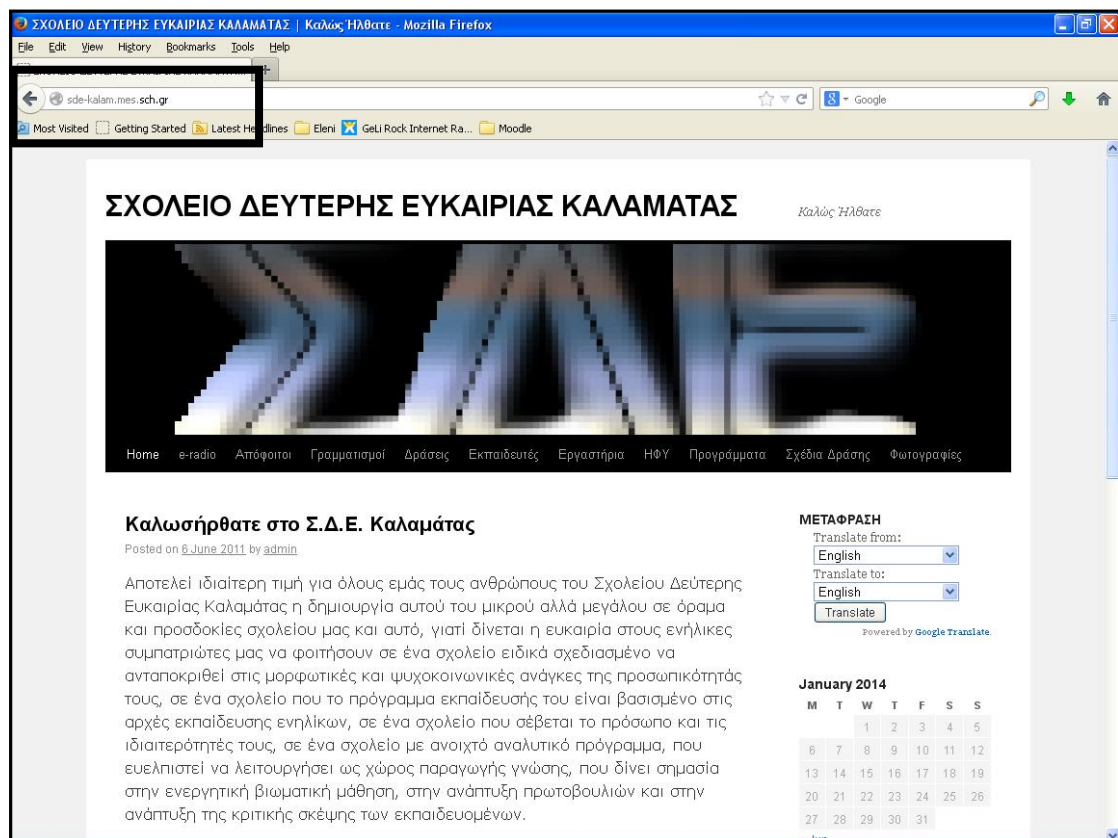 ΣΧΟΛΕΙΟ ΔΕΥΤΕΡΗΣ ΕΥΚΑΙΡΙΑΣ ΚΑΛΑΜΑΤΑΣ | Καλώς Ήλθατε - Mozilla Firefox
File Edit View History Bookmarks Tools Help
sde-kalam.mes.sch.gr
Google
Most Visited Getting Started Latest Headlines Eleni GeLi Rock Internet Ra... Moodle
ΣΧΟΛΕΙΟ ΔΕΥΤΕΡΗΣ ΕΥΚΑΙΡΙΑΣ ΚΑΛΑΜΑΤΑΣ
Καλώς Ήλθατε
ΣΔΕ
Home e-radio Απόφοιτοι Γραμματισμοί Δράσεις Εκπαιδευτές Εργαστήρια ΗΦΥ Προγράμματα Σχέδια Δράσης Φωτογραφίες
Καλωσήρθατε στο Σ.Δ.Ε. Καλαμάτας
Posted on 6 June 2011 by admin
Αποτελεί ιδιαίτερη τιμή για όλους εμάς τους ανθρώπους του Σχολείου Δεύτερης
Ευκαιρίας Καλαμάτας η δημιουργία αυτού του μικρού αλλά μεγάλου σε όραμα
και προσδοκίες σχολείου μας και αυτό, γιατί δίνεται η ευκαιρία στους ενήλικες
συμπατριώτες μας να φοιτήσουν σε ένα σχολείο ειδικά σχεδιασμένο να
ανταποκριθεί στις μορφωτικές και ψυχοκοινωνικές ανάγκες της προσωπικότητάς
τους, σε ένα σχολείο που το πρόγραμμα εκπαίδευσής του είναι βασισμένο στις
αρχές εκπαίδευσης ενηλίκων, σε ένα σχολείο που σέβεται το πρόσωπο και τις
ιδιαιτερότητές τους, σε ένα σχολείο με ανοιχτό αναλυτικό πρόγραμμα, που
ευελπιστεί να λειτουργήσει ως χώρος παραγωγής γνώσης, που δίνει σημασία
στην ενεργητική βιωματική μάθηση, στην ανάπτυξη πρωτοβουλιών και στην
ανάπτυξη της κριτικής σκέψης των εκπαιδευομένων.
ΜΕΤΑΦΡΑΣΗ
Translate from:
English
Translate to:
English
Translate
Powered by Google Translate.
January 2014
M T W T F S S
1 2 3 4 5
6 7 8 9 10 11 12
13 14 15 16 17 18 19
20 21 22 23 24 25 26
27 28 29 30 31